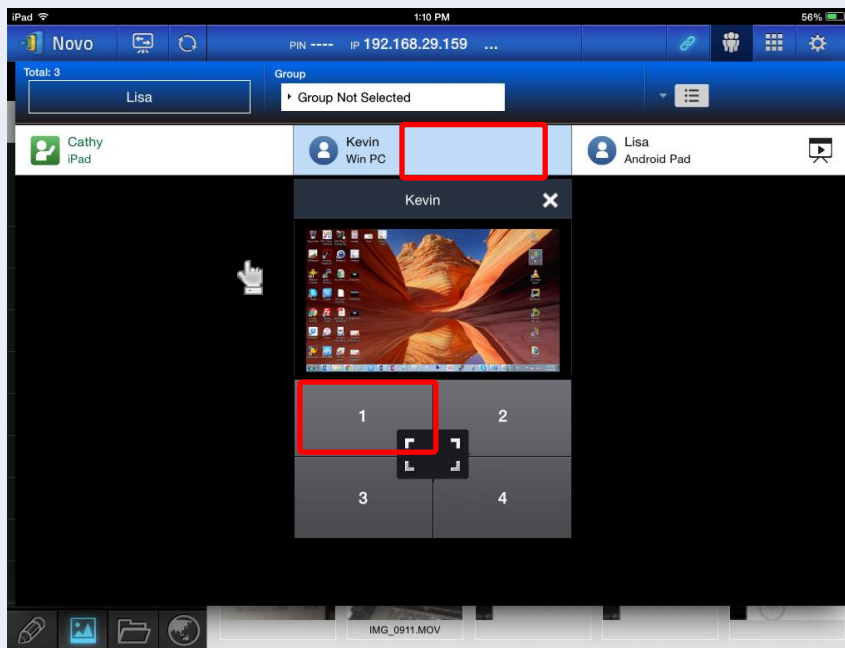 iPad 1:10 PM 56%
Novo PIN ---- IP 192.168.29.159 ...
Total: 3 Group
Lisa Group Not Selected
Cathy Kevin Lisa
iPad Win PC Android Pad
Kevin
1 2
3 4
IMG_0911.MOV